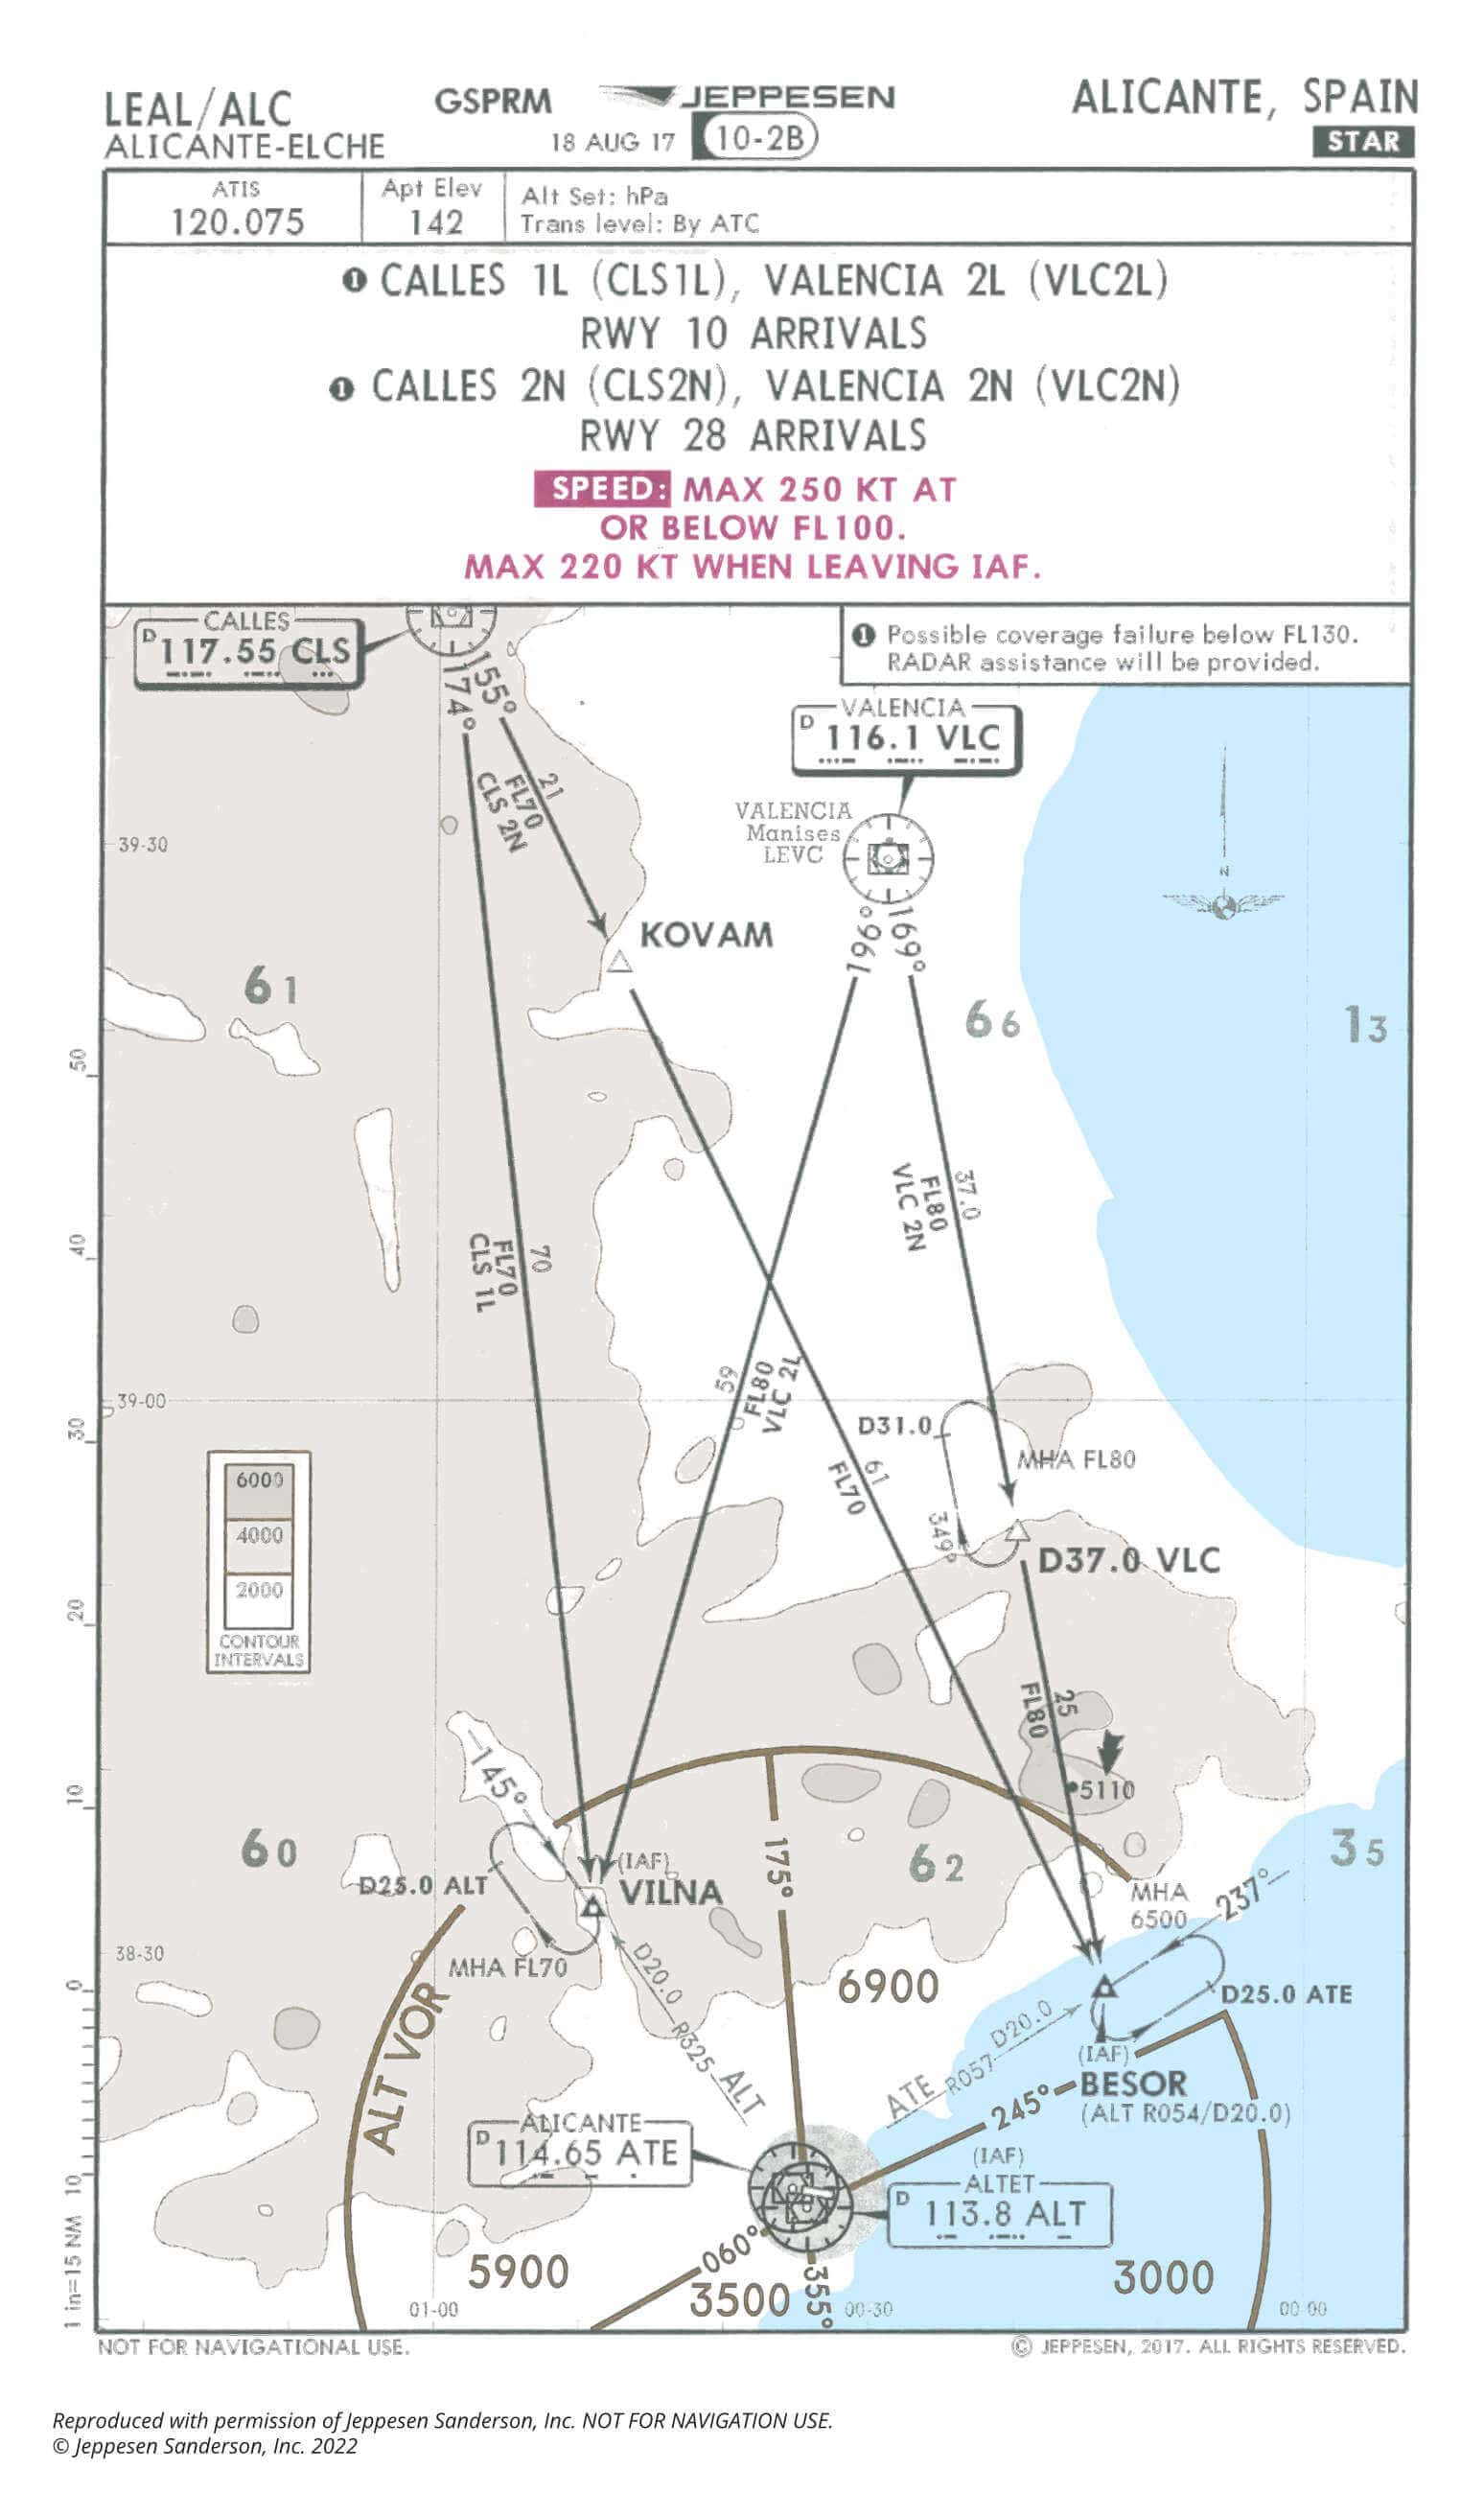 LEAL/ALC
ALICANTE-ELCHE
GSPRM
JEPPESEN
18 AUG 17
10-2B
ALICANTE, SPAIN
STAR
ATIS
120.075
Apt Elev
142
Alt Set: hPa
Trans level: By ATC
❶ CALLES 1L (CLS1L), VALENCIA 2L (VLC2L)
RWY 10 ARRIVALS
❶ CALLES 2N (CLS2N), VALENCIA 2N (VLC2N)
RWY 28 ARRIVALS
SPEED: MAX 250 KT AT
OR BELOW FL100.
MAX 220 KT WHEN LEAVING IAF.
CALLES
D
117.55 CLS
❶ Possible coverage failure below FL130.
RADAR assistance will be provided.
174°
155°
VALENCIA
D
116.1 VLC
21
FL70
CLS 2N
VALENCIA
Manises
LEVC
39-30
N
KOVAM
196°
169°
61
66
13
50
37.0
FL80
VLC 2N
40
70
FL70
CLS 1L
59
FL80
VLC 2L
39-00
30
D31.0
MHA FL80
61
FL70
6000
4000
2000
CONTOUR
INTERVALS
349°
D37.0 VLC
20
25
FL80
145°
5110
10
60
(IAF)
VILNA
D25.0 ALT
175°
62
35
MHA
6500
237°
38-30
MHA FL70
D20.0
R325
ALT
6900
0
D25.0 ATE
D20.0
R057
ATE
(IAF)
BESOR
(ALT R054/D20.0)
245°
ALT VOR
ALICANTE
D
114.65 ATE
(IAF)
ALTET
D
113.8 ALT
10
1 in=15 NM
060°
5900
3500
355°
3000
01-00
00-30
00-00
NOT FOR NAVIGATIONAL USE.
© JEPPESEN, 2017. ALL RIGHTS RESERVED.
Reproduced with permission of Jeppesen Sanderson, Inc. NOT FOR NAVIGATION USE.
© Jeppesen Sanderson, Inc. 2022